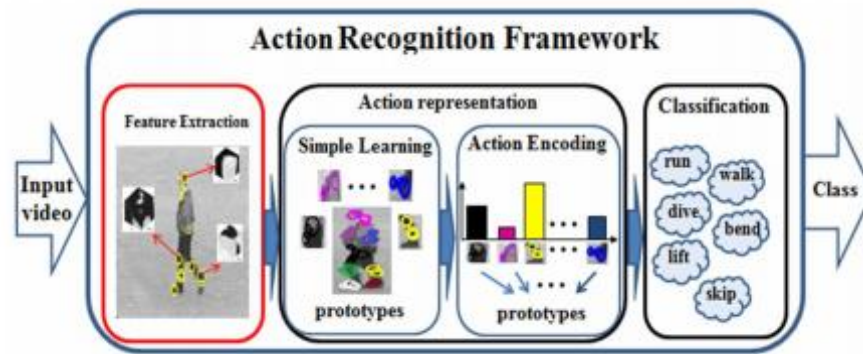 Action Recognition Framework
Input
video
Feature Extraction
Action representation
Simple Learning
prototypes
Action Encoding
prototypes
Classification
run
walk
dive
bend
lift
skip
Class